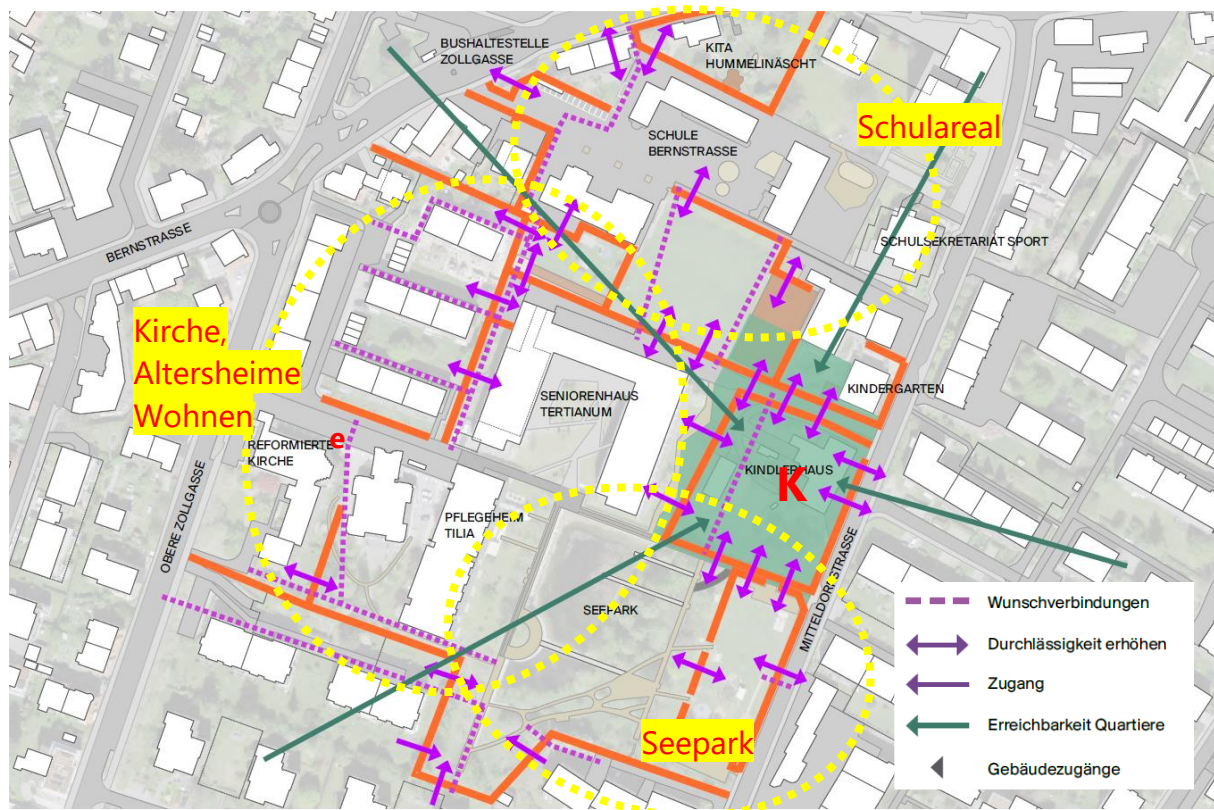 BUSHALTESTELLE
ZOLLGASSE
KITA
HUMMELINÄSCHT
Schulareal
SCHULE
BERNSTRASSE
BERNSTRASSE
SCHULSEKRETARIAT SPORT
Kirche,
Altersheime
Wohnen
SENIORENHAUS
TERTIANUM
KINDERGARTEN
REFORMIERTE
KIRCHE
e
KINDLERHAUS
K
OBERE ZOLLGASSE
PFLEGEHEIM
TILIA
SEEPARK
MITTELDORFSTRASSE
Seepark
Wunschverbindungen
Durchlässigkeit erhöhen
Zugang
Erreichbarkeit Quartiere
Gebäudezugänge